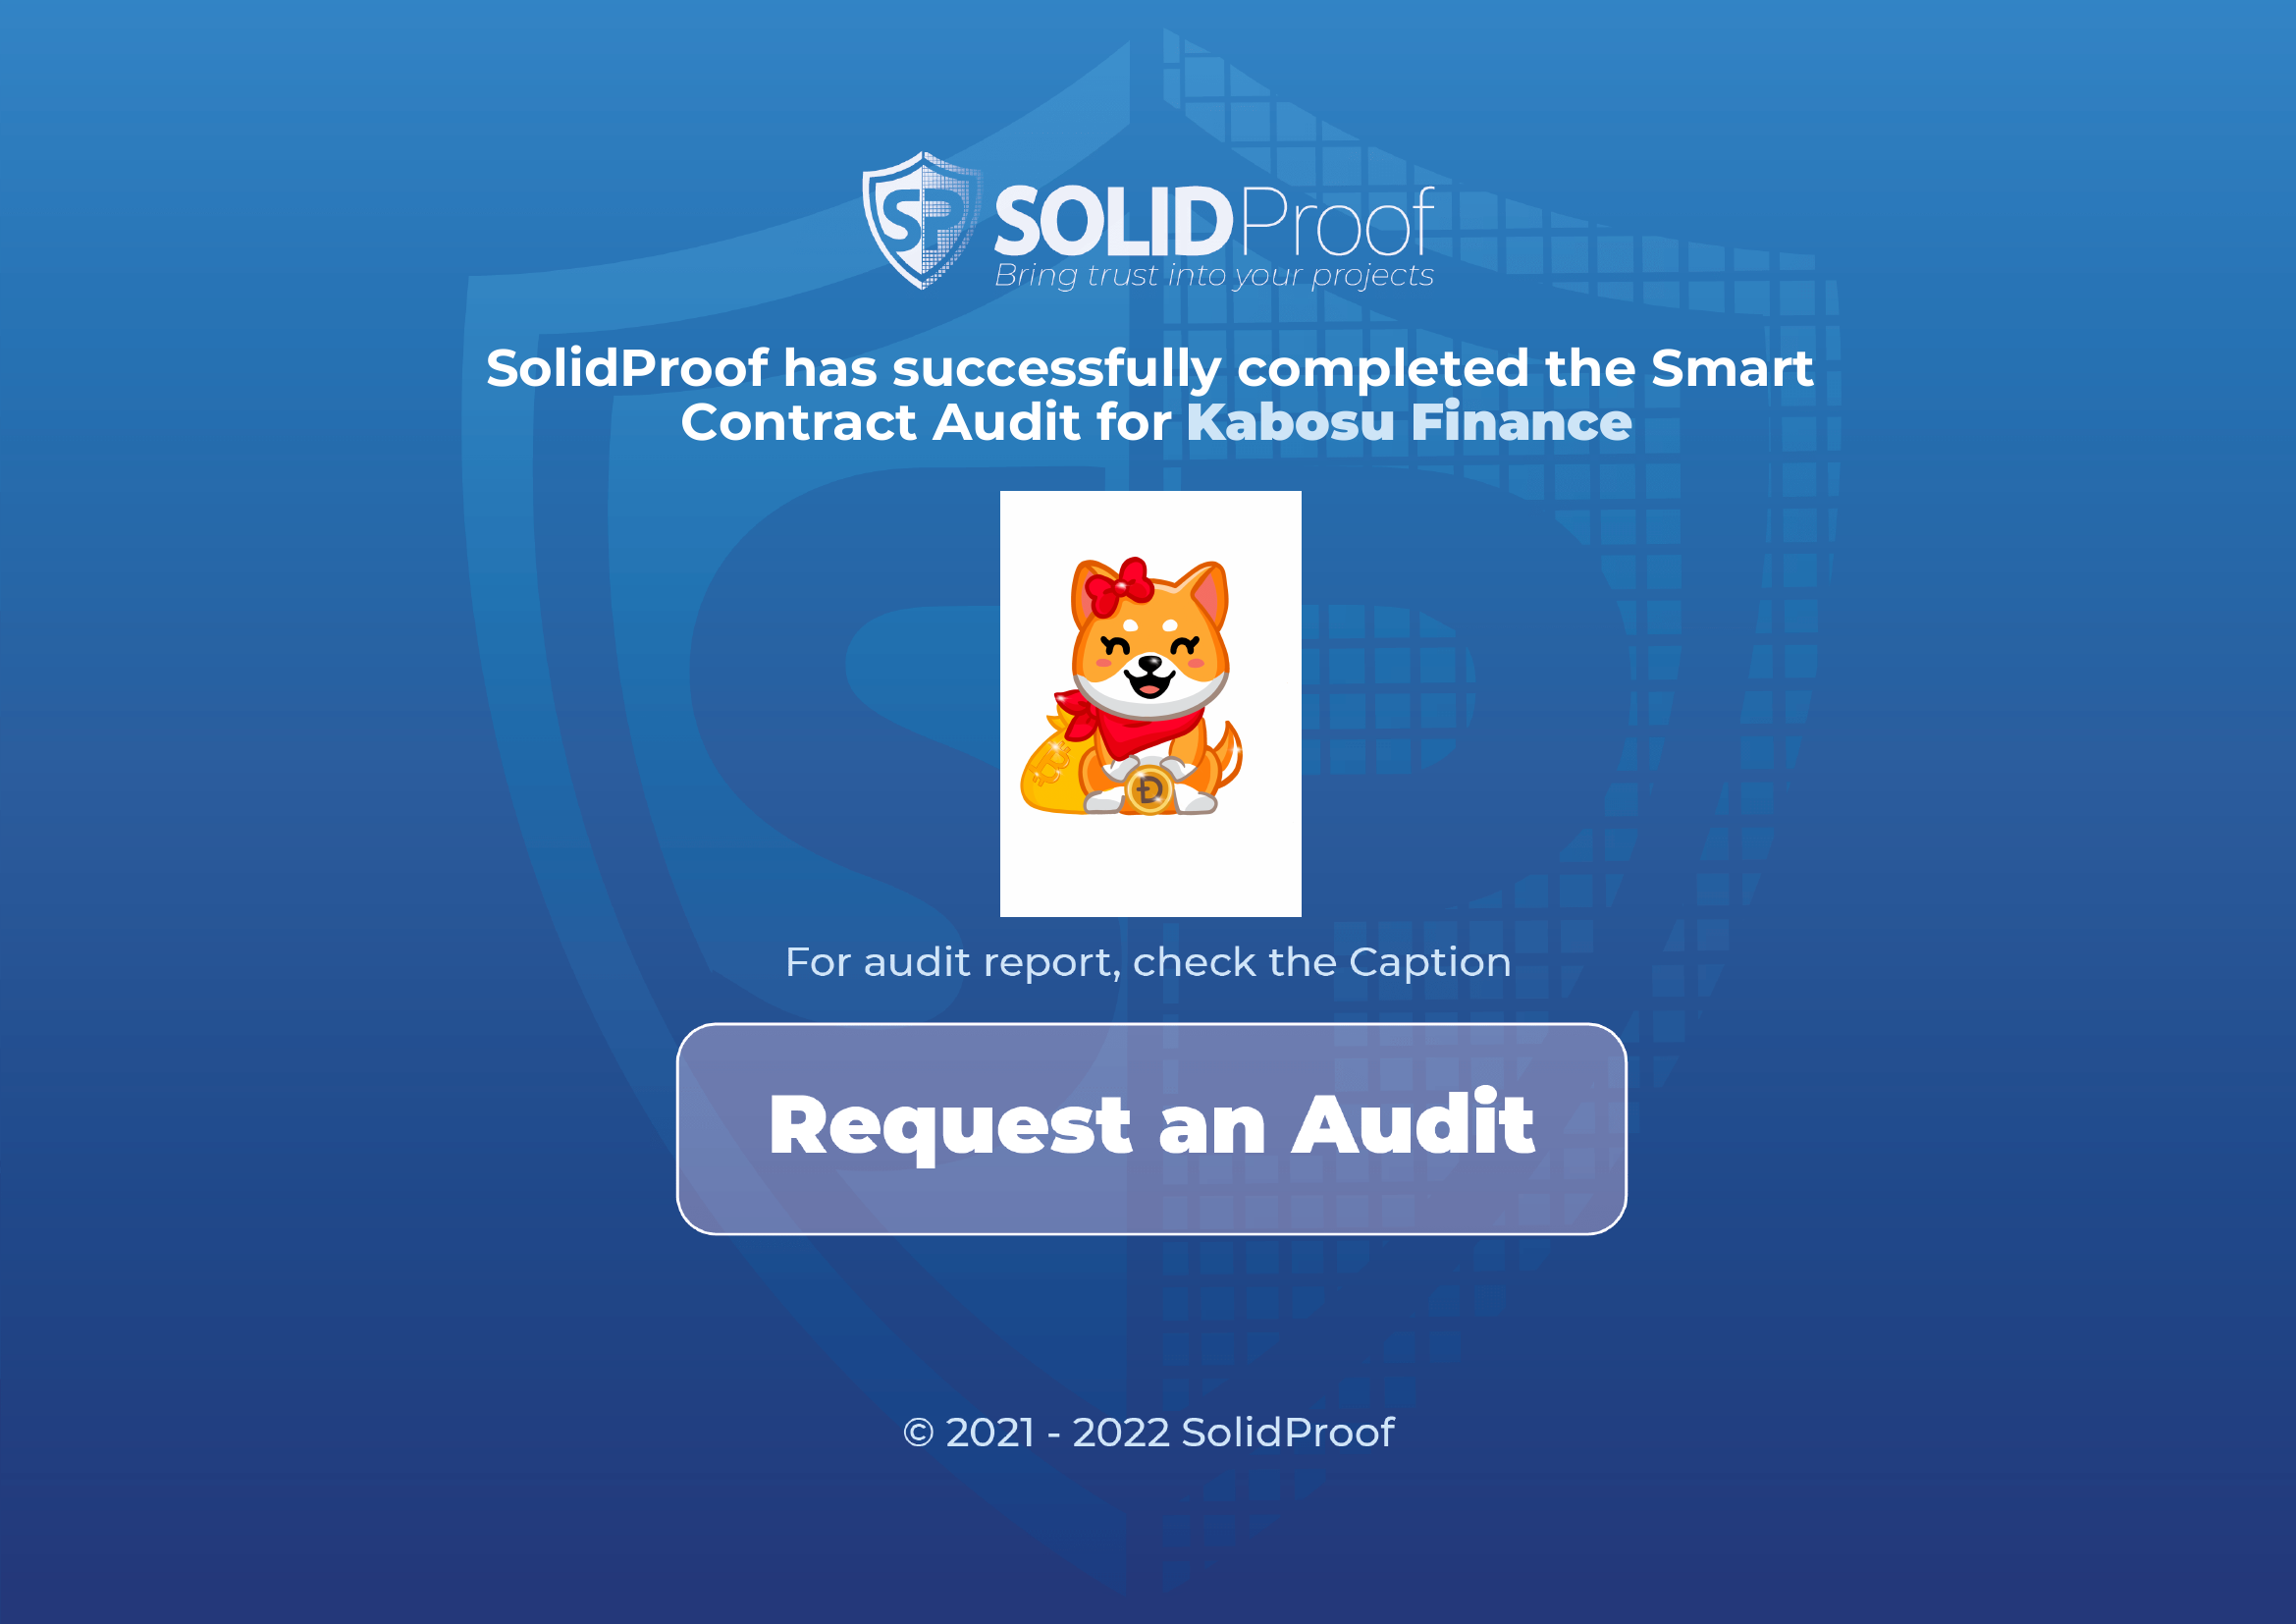 SP SOLIDProof
Bring trust into your projects
SolidProof has successfully completed the Smart
Contract Audit for Kabosu Finance
For audit report, check the Caption
Request an Audit
© 2021 - 2022 SolidProof